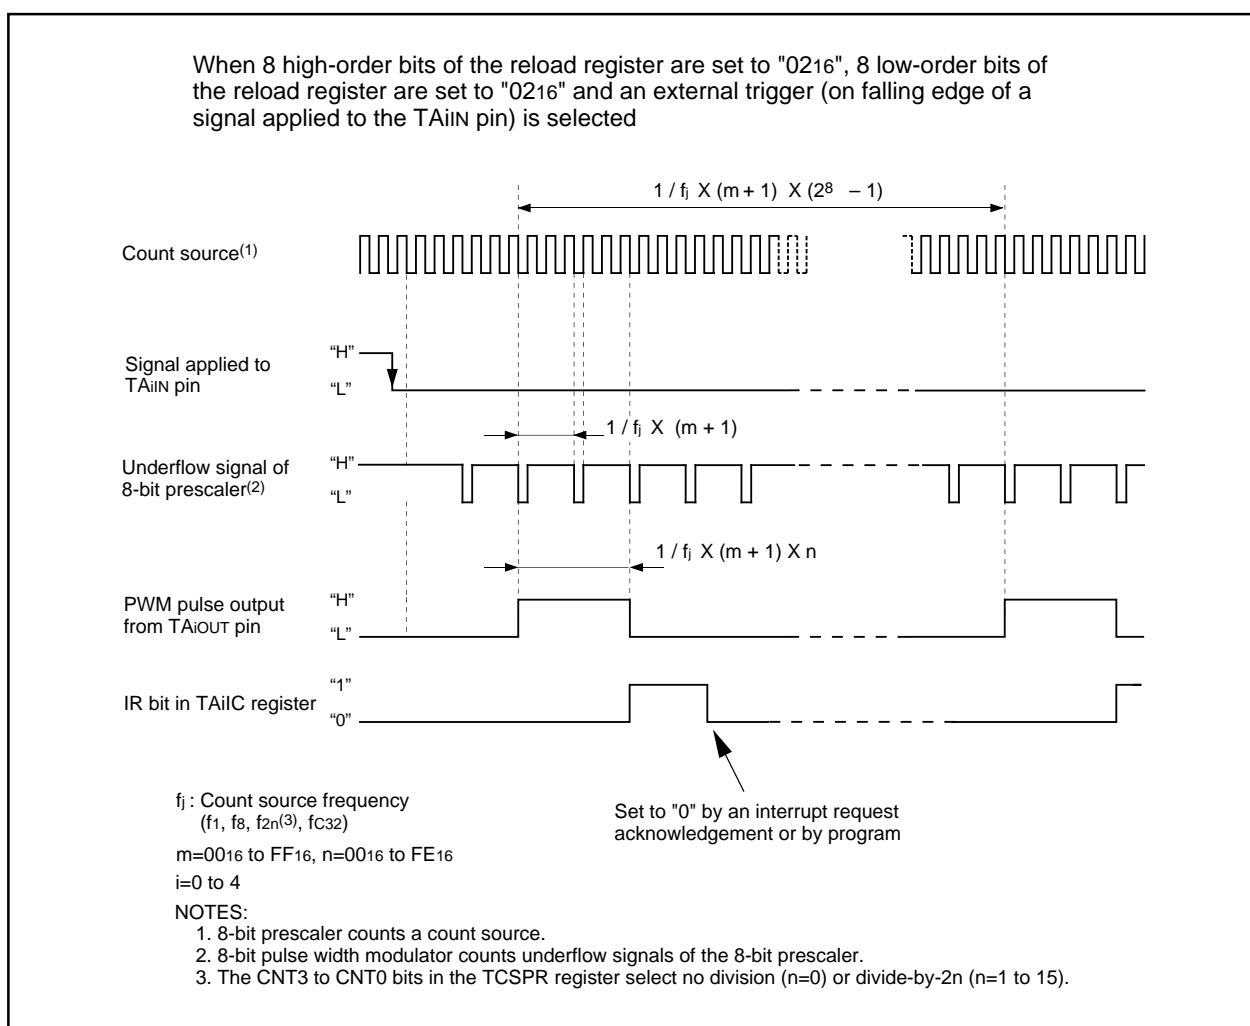 When 8 high-order bits of the reload register are set to "0216", 8 low-order bits of
the reload register are set to "0216" and an external trigger (on falling edge of a
signal applied to the TAiIN pin) is selected
1 / fj X (m + 1) X (2^8 – 1)
Count source(1)
“H”
Signal applied to
TAiIN pin
“L”
1 / fj X (m + 1)
“H”
Underflow signal of
8-bit prescaler(2)
“L”
1 / fj X (m + 1) X n
“H”
PWM pulse output
from TAiOUT pin
“L”
“1”
IR bit in TAiIC register
“0”
fj : Count source frequency
(f1, f8, f2n(3), fC32)
Set to "0" by an interrupt request
acknowledgement or by program
m=0016 to FF16, n=0016 to FE16
i=0 to 4
NOTES:
1. 8-bit prescaler counts a count source.
2. 8-bit pulse width modulator counts underflow signals of the 8-bit prescaler.
3. The CNT3 to CNT0 bits in the TCSPR register select no division (n=0) or divide-by-2n (n=1 to 15).